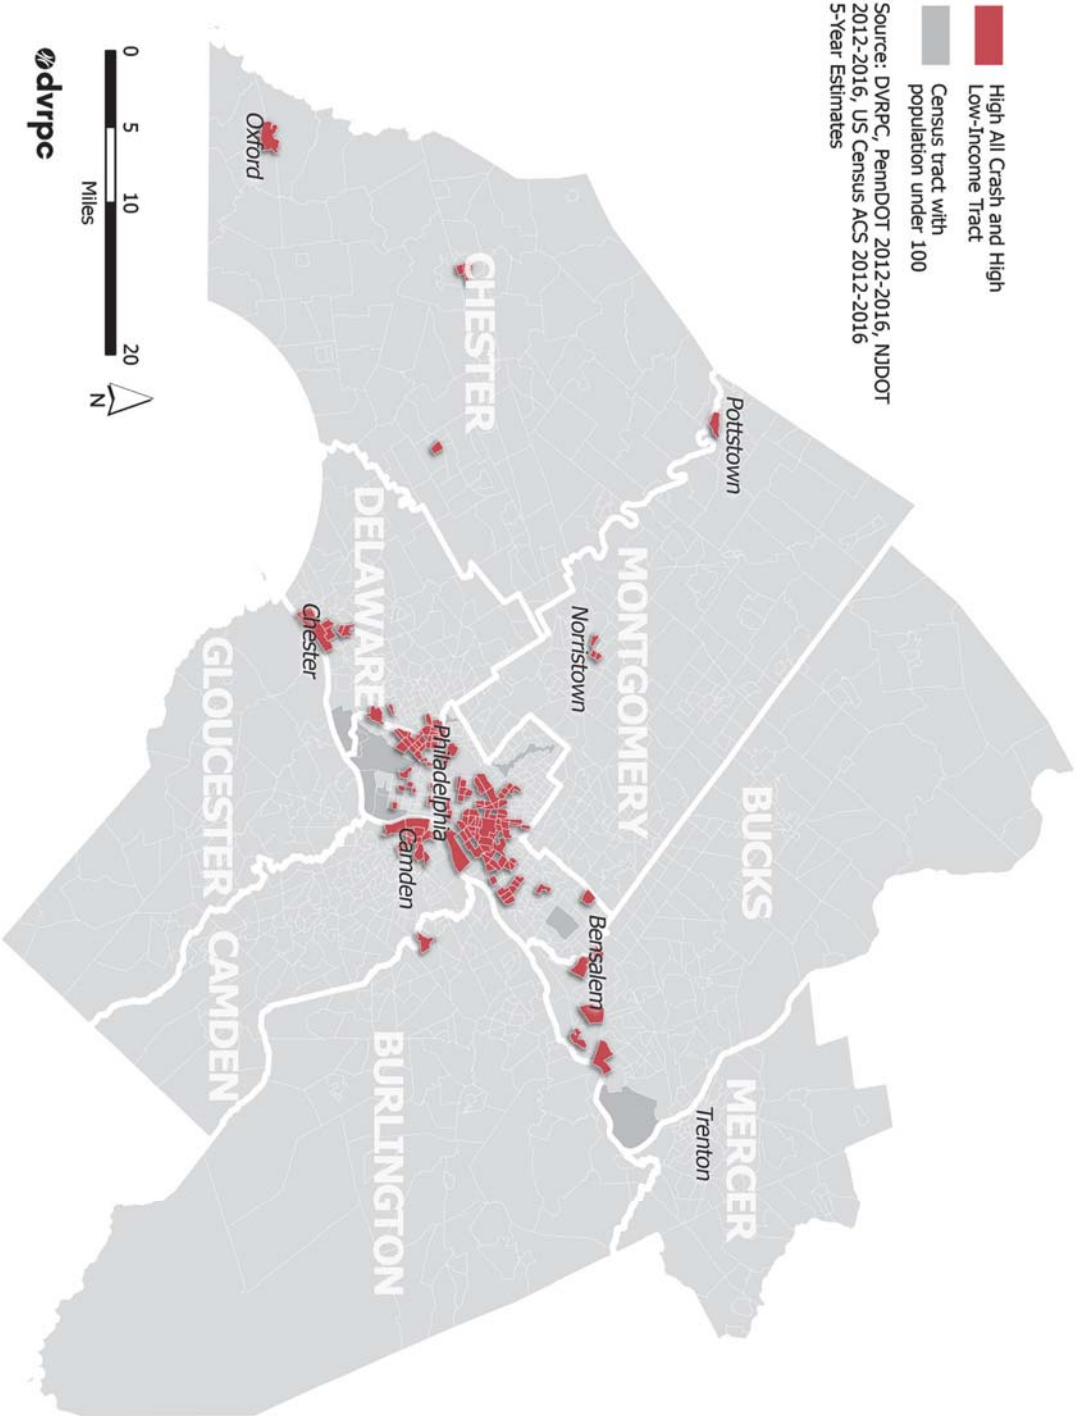 High All Crash and High
Low-Income Tract
Census tract with
population under 100
Source: DVRPC, PennDOT 2012-2016, NJDOT
2012-2016, US Census ACS 2012-2016
5-Year Estimates
Pottstown
BUCKS
MERCER
Trenton
MONTGOMERY
Norristown
Bensalem
CHESTER
Philadelphia
Camden
DELAWARE
BURLINGTON
Chester
Oxford
GLOUCESTER
CAMDEN
0 5 10 20
Miles
N
dvrpc